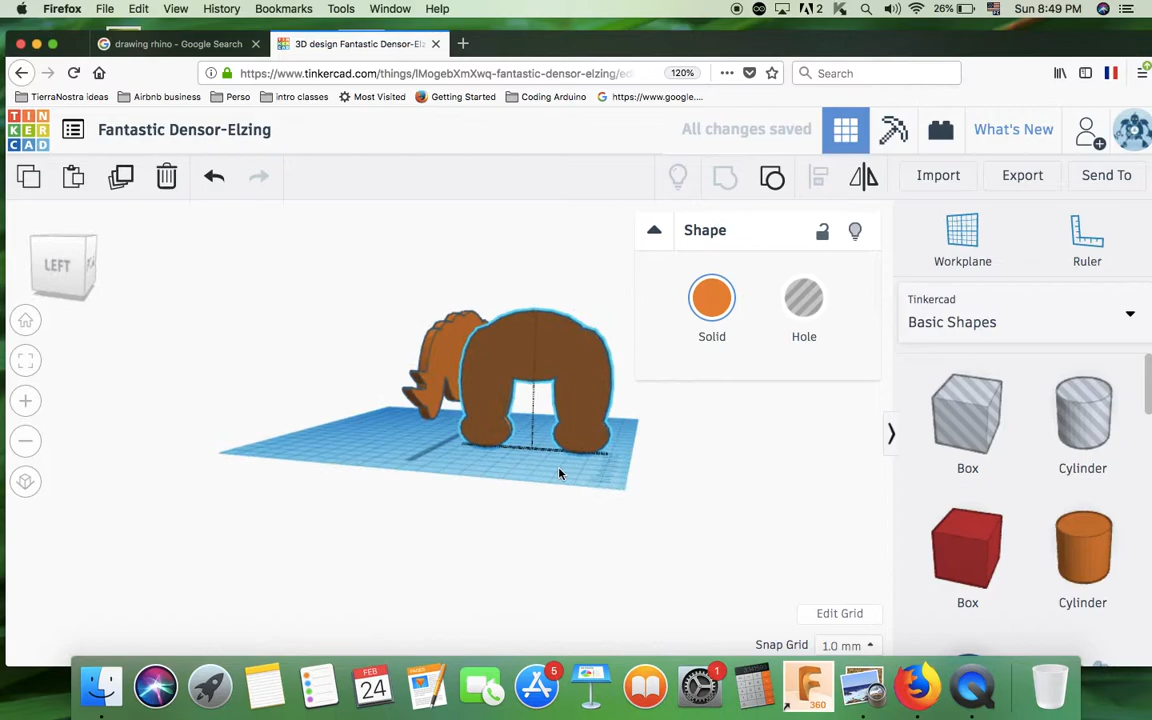 Firefox File Edit View History Bookmarks Tools Window Help 2 26% Sun 8:49 PM
drawing rhino - Google Search 3D design Fantastic Densor-Elz
https://www.tinkercad.com/things/lMogebXmXwq-fantastic-densor-elzing/ed 120% Search
TierraNostra ideas Airbnb business Perso intro classes Most Visited Getting Started Coding Arduino https://www.google....
TIN KER CAD Fantastic Densor-Elzing All changes saved What's New
Import Export Send To
Shape
LEFT
Workplane Ruler
Solid Hole
Tinkercad
Basic Shapes
Box Cylinder
Box Cylinder
Edit Grid
Snap Grid 1.0 mm
FEB
24
5
1
360